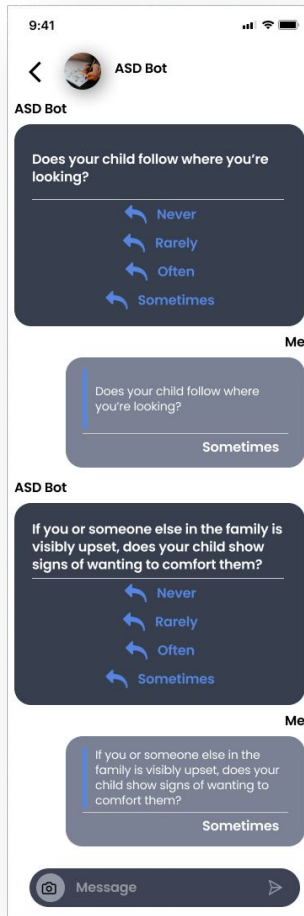 9:41
ASD Bot
ASD Bot
Does your child follow where you're
looking?
Never
Rarely
Often
Sometimes
Me
Does your child follow where
you're looking?
Sometimes
ASD Bot
If you or someone else in the family is
visibly upset, does your child show
signs of wanting to comfort them?
Never
Rarely
Often
Sometimes
Me
If you or someone else in the
family is visibly upset, does your
child show signs of wanting to
comfort them?
Sometimes
Message